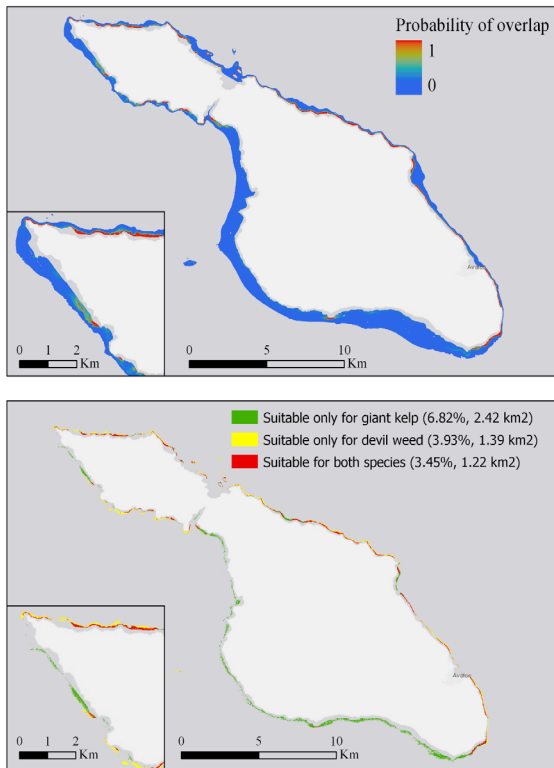 Probability of overlap
1
0
0 1 2
Km
0 5 10
Km
Suitable only for giant kelp (6.82%, 2.42 km2)
Suitable only for devil weed (3.93%, 1.39 km2)
Suitable for both species (3.45%, 1.22 km2)
0 1 2
Km
0 5 10
Km